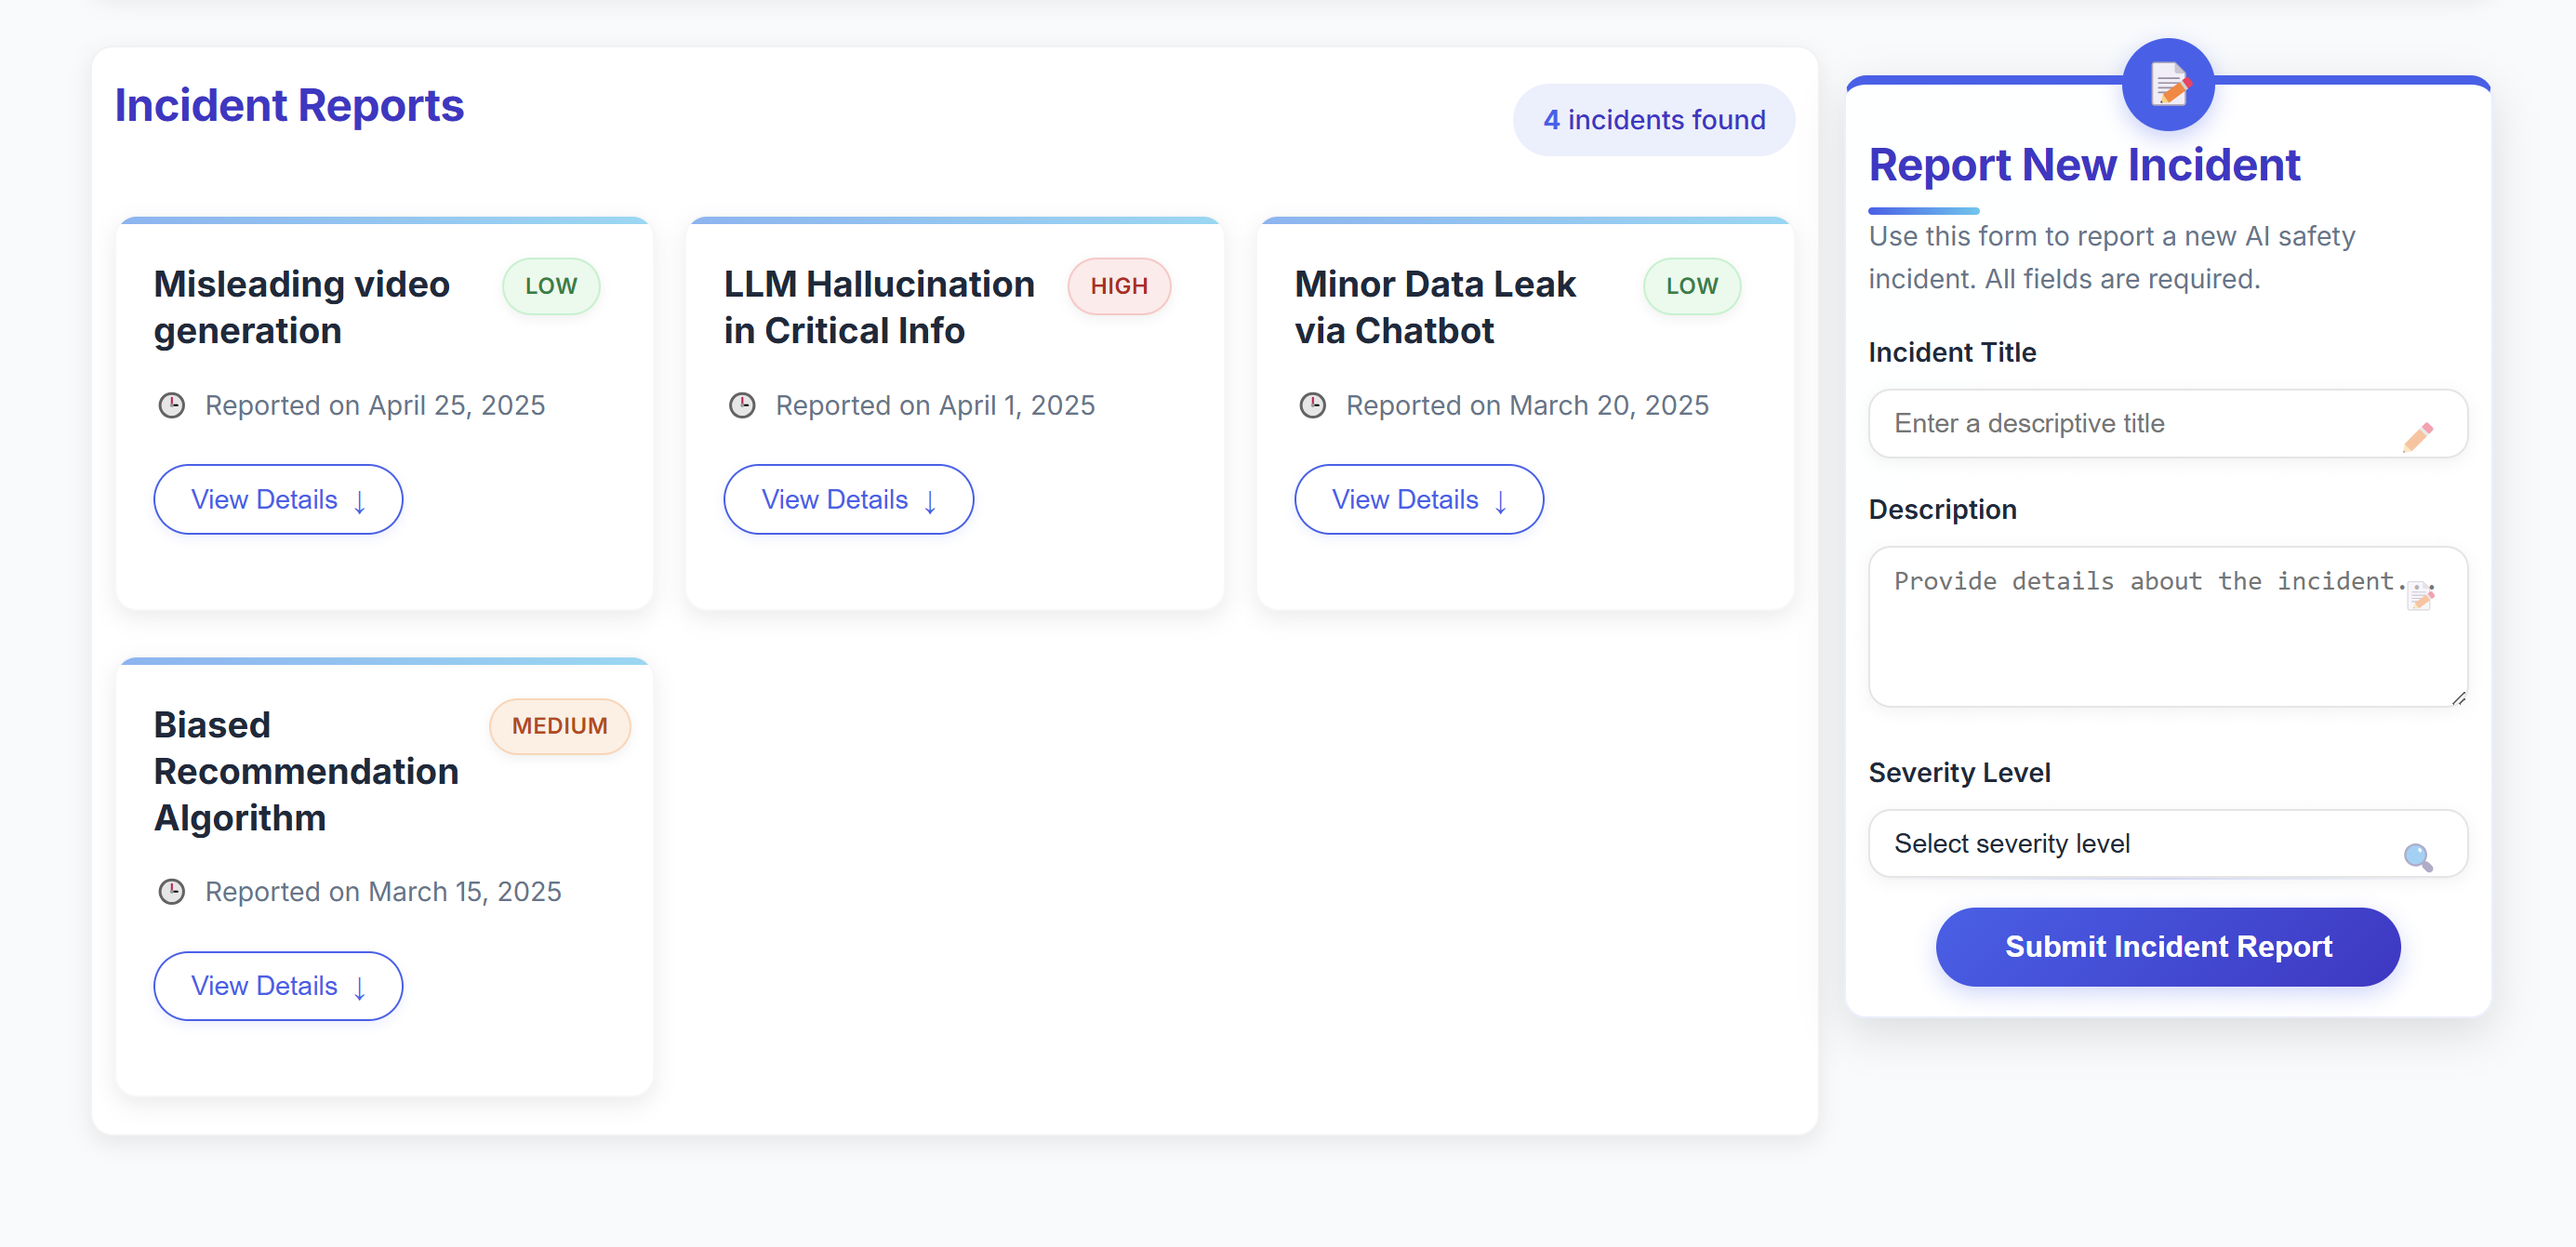 Incident Reports
4 incidents found
Misleading video
generation
LOW
Reported on April 25, 2025
View Details ↓
LLM Hallucination
in Critical Info
HIGH
Reported on April 1, 2025
View Details ↓
Minor Data Leak
via Chatbot
LOW
Reported on March 20, 2025
View Details ↓
Biased
Recommendation
Algorithm
MEDIUM
Reported on March 15, 2025
View Details ↓
Report New Incident
Use this form to report a new AI safety
incident. All fields are required.
Incident Title
Enter a descriptive title
Description
Provide details about the incident...
Severity Level
Select severity level
Submit Incident Report